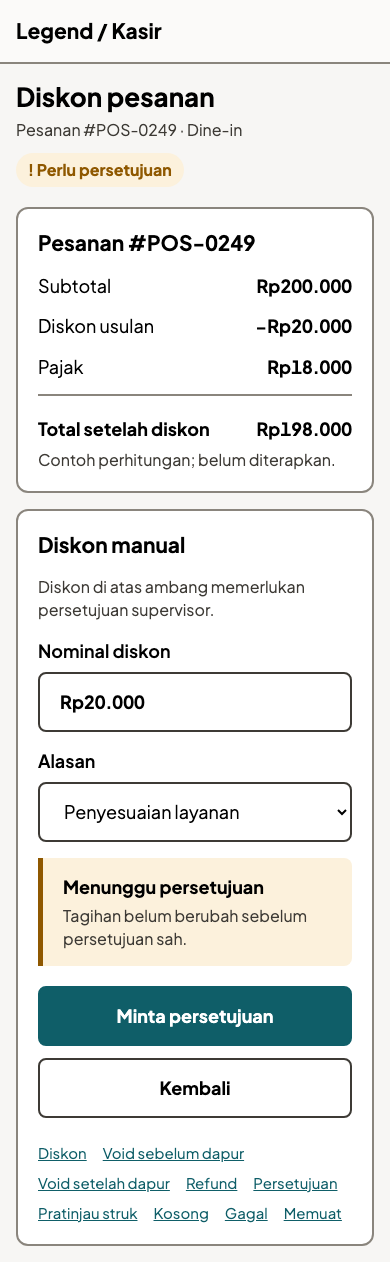 Legend / Kasir
Diskon pesanan
Pesanan #POS-0249 · Dine-in
! Perlu persetujuan
Pesanan #POS-0249
Subtotal Rp200.000
Diskon usulan −Rp20.000
Pajak Rp18.000
Total setelah diskon Rp198.000
Contoh perhitungan; belum diterapkan.
Diskon manual
Diskon di atas ambang memerlukan
persetujuan supervisor.
Nominal diskon
Rp20.000
Alasan
Penyesuaian layanan
Menunggu persetujuan
Tagihan belum berubah sebelum
persetujuan sah.
Minta persetujuan
Kembali
Diskon Void sebelum dapur
Void setelah dapur Refund Persetujuan
Pratinjau struk Kosong Gagal Memuat